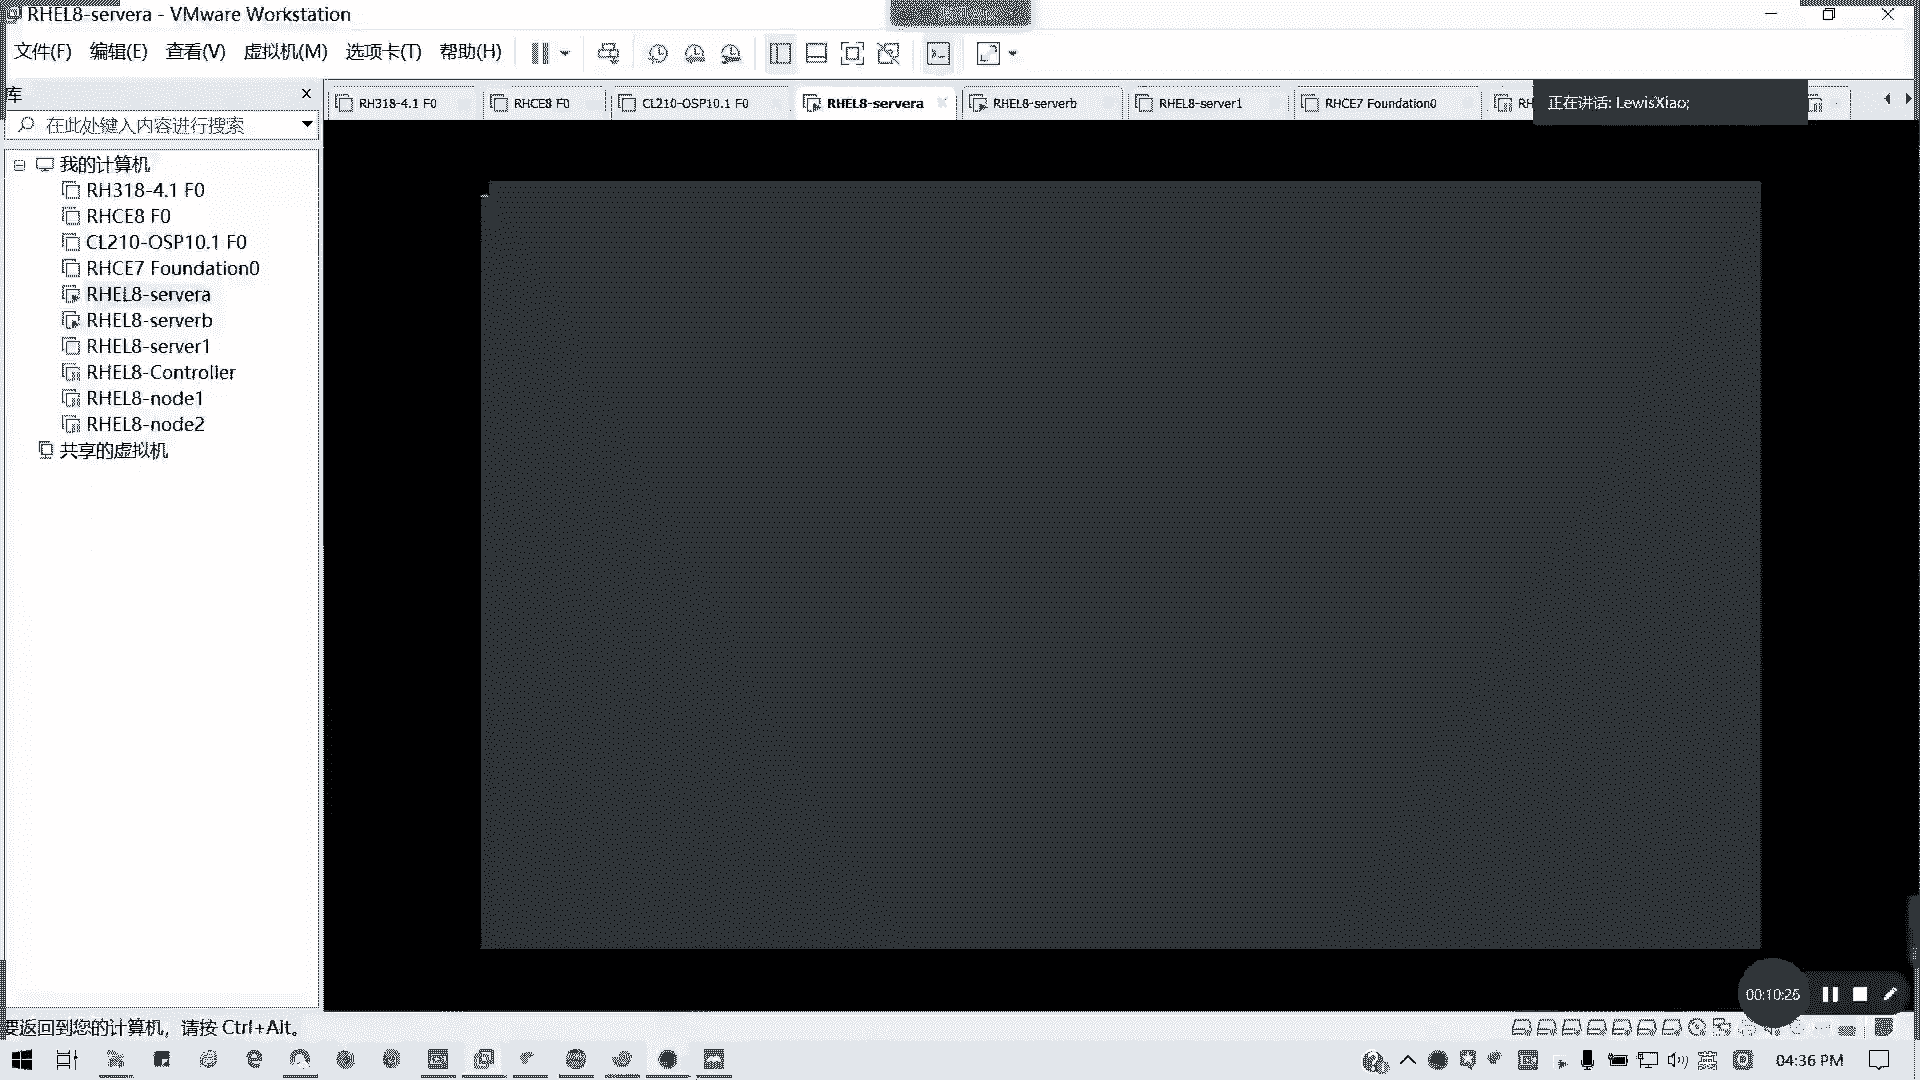 RHEL8-servera - VMware Workstation
文件(F) 编辑(E) 查看(V) 虚拟机(M) 选项卡(T) 帮助(H)
库
在此处键入内容进行搜索
我的计算机
RH318-4.1 F0
RHCE8 F0
CL210-OSP10.1 F0
RHCE7 Foundation0
RHEL8-servera
RHEL8-serverb
RHEL8-server1
RHEL8-Controller
RHEL8-node1
RHEL8-node2
共享的虚拟机
RH318-4.1 F0 RHCE8 F0 CL210-OSP10.1 F0 RHEL8-servera RHEL8-serverb RHEL8-server1 RHCE7 Foundation0 RH
正在讲话: LewisXiao;
00:10:25
要返回到您的计算机，请按 Ctrl+Alt。
04:36 PM